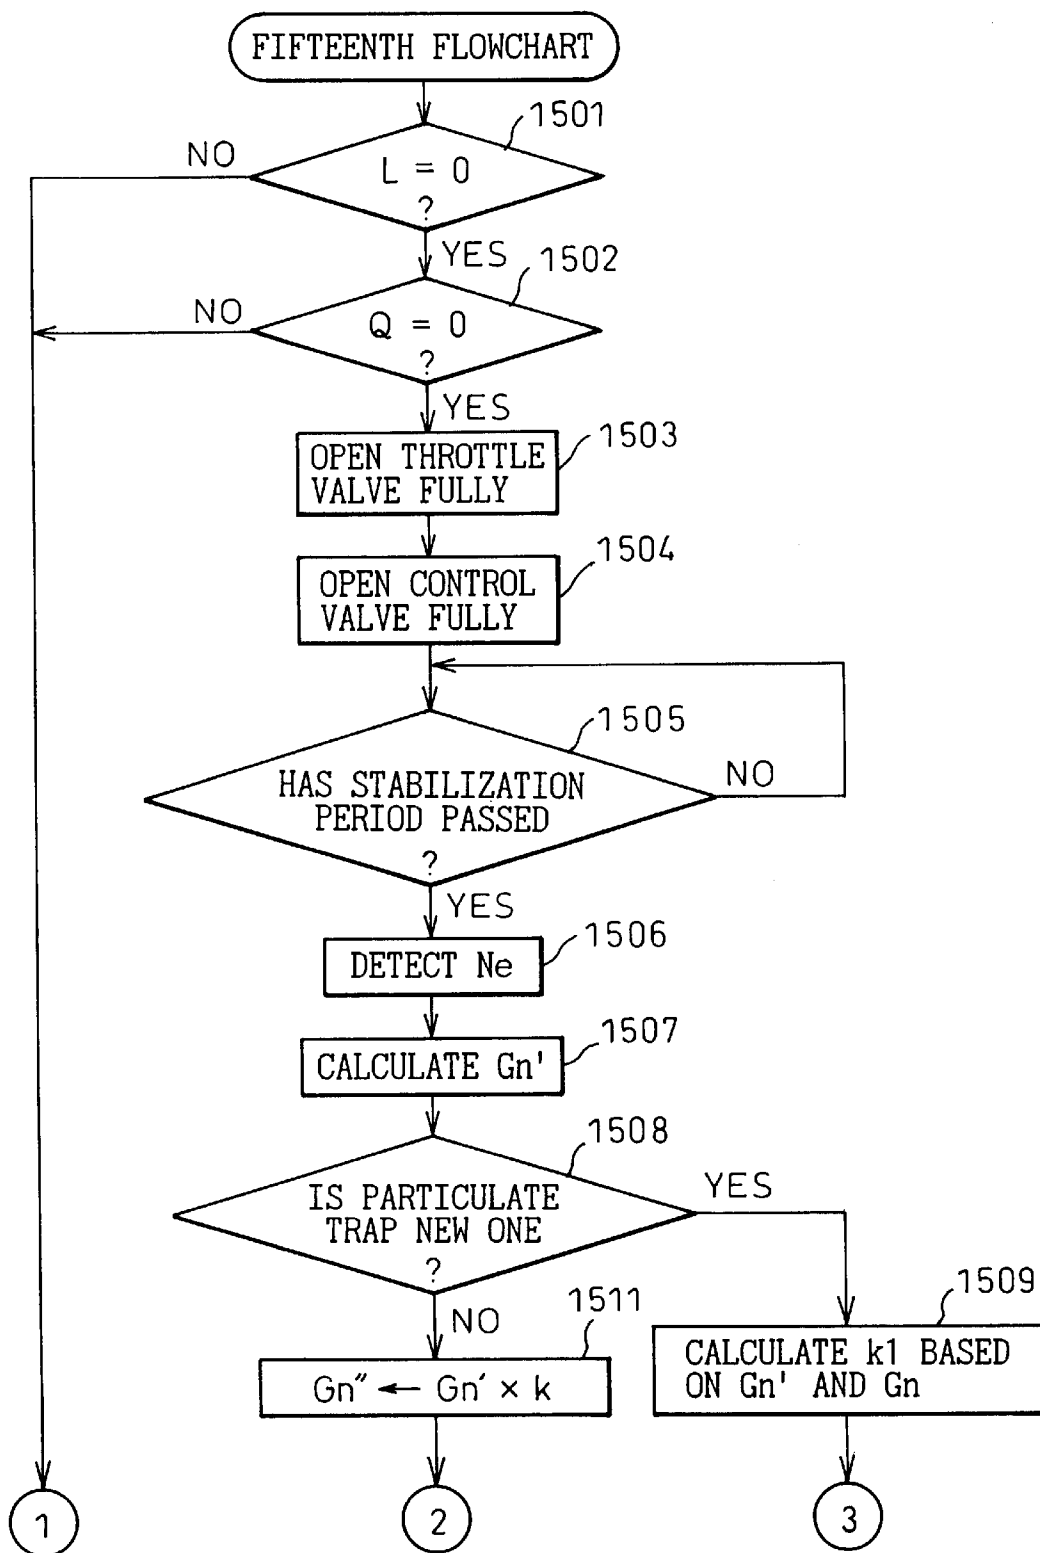 FIFTEENTH FLOWCHART
1501
NO
L = 0
?
YES
1502
NO
Q = 0
?
YES
1503
OPEN THROTTLE
VALVE FULLY
1504
OPEN CONTROL
VALVE FULLY
1505
HAS STABILIZATION
PERIOD PASSED
?
NO
YES
1506
DETECT Ne
1507
CALCULATE Gn'
1508
IS PARTICULATE
TRAP NEW ONE
?
YES
NO
1511
Gn" ← Gn' × k
1509
CALCULATE k1 BASED
ON Gn' AND Gn
1
2
3